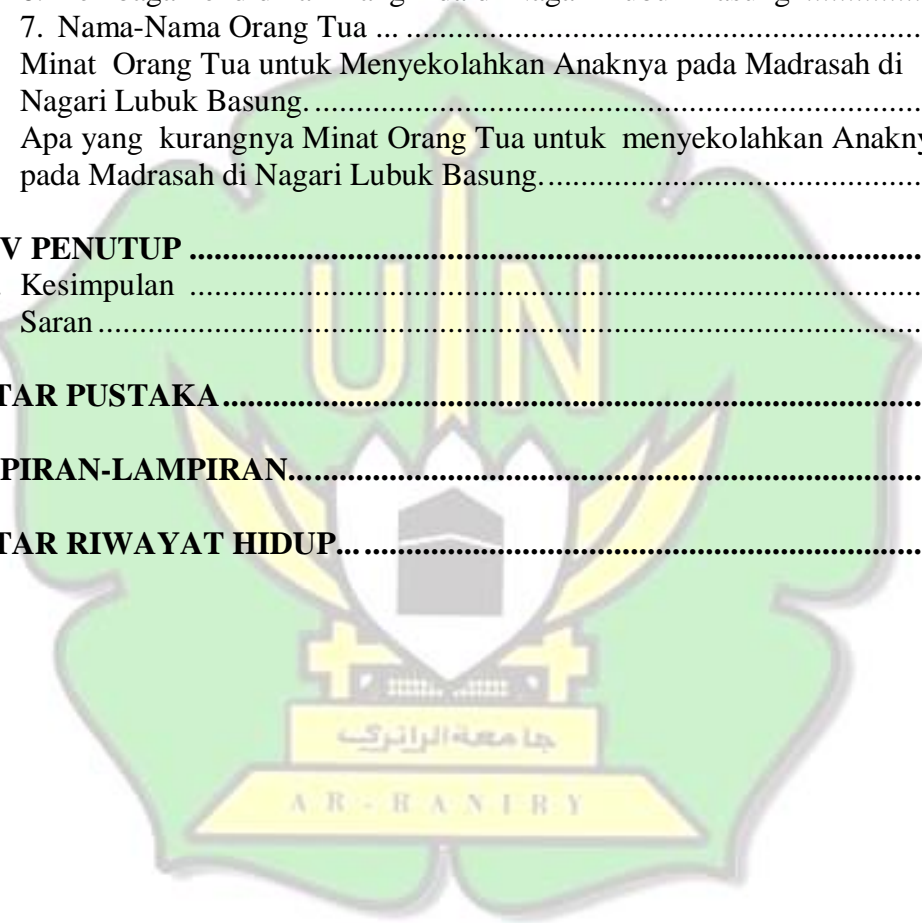 7. Nama-Nama Orang Tua ... ........................................................................
Minat Orang Tua untuk Menyekolahkan Anaknya pada Madrasah di
Nagari Lubuk Basung.....................................................................................
Apa yang kurangnya Minat Orang Tua untuk menyekolahkan Anakny
pada Madrasah di Nagari Lubuk Basung......................................................
V PENUTUP .....................................................................................................
Kesimpulan .....................................................................................................
Saran................................................................................................................
TAR PUSTAKA................................................................................................
PIRAN-LAMPIRAN.......................................................................................
TAR RIWAYAT HIDUP... ..............................................................................
UIN
جامعة الرانري
AR-RANIRY